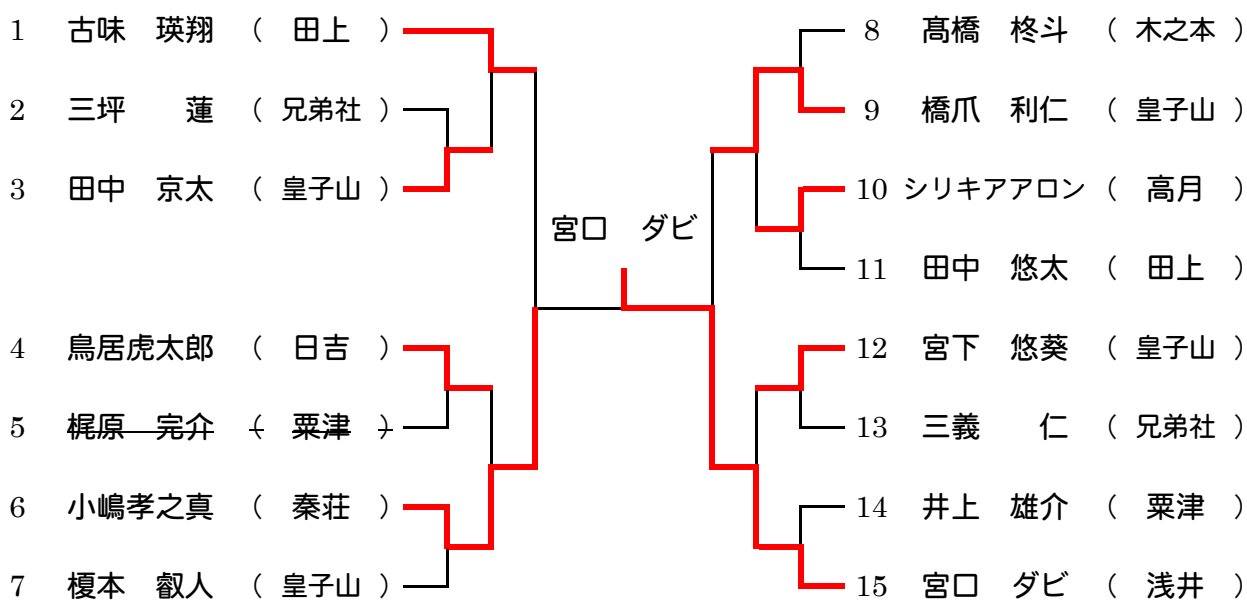 1 古味 瑛翔 ( 田上 )
2 三坪 蓮 ( 兄弟社 )
3 田中 京太 ( 皇子山 )
4 鳥居虎太郎 ( 日吉 )
5 梶原 完介 ( 粟津 )
6 小嶋孝之真 ( 秦荘 )
7 榎本 叡人 ( 皇子山 )
宮口 ダビ
8 髙橋 柊斗 ( 木之本 )
9 橋爪 利仁 ( 皇子山 )
10 シリキアアロン ( 高月 )
11 田中 悠太 ( 田上 )
12 宮下 悠葵 ( 皇子山 )
13 三義 仁 ( 兄弟社 )
14 井上 雄介 ( 粟津 )
15 宮口 ダビ ( 浅井 )